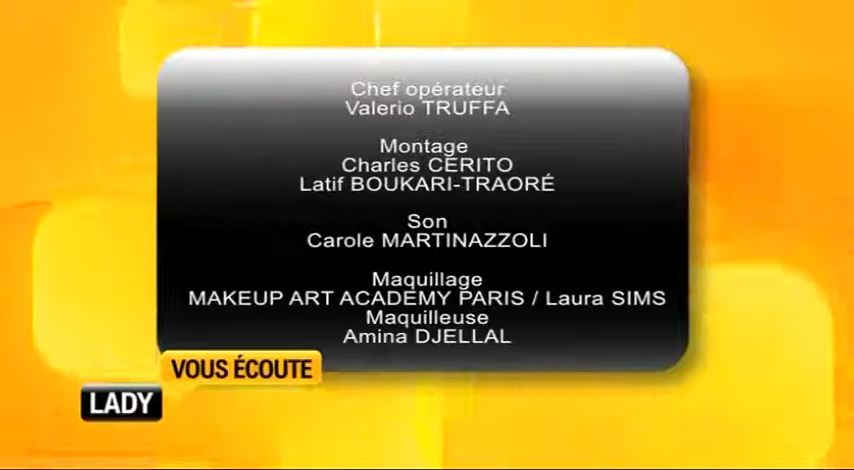 Chef opérateur
Valerio TRUFFA
Montage
Charles CERITO
Latif BOUKARI-TRAORÉ
Son
Carole MARTINAZZOLI
Maquillage
MAKEUP ART ACADEMY PARIS / Laura SIMS
Maquilleuse
Amina DJELLAL
VOUS ÉCOUTE
LADY